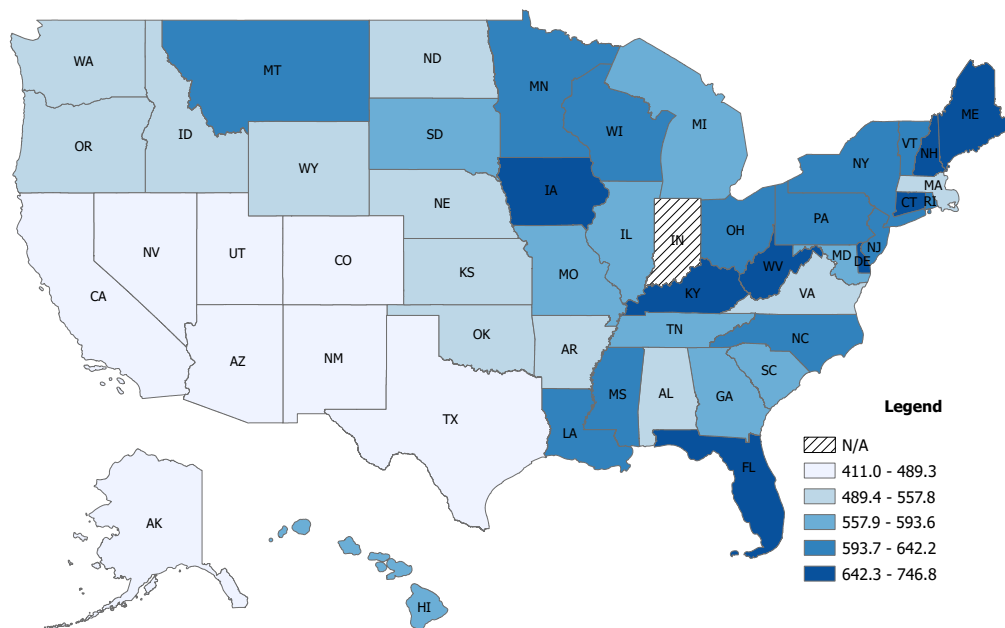 WA
MT
ND
MN
ME
OR
ID
SD
WI
MI
VT
NH
NY
WY
MA
IA
CT
RI
NE
PA
NV
UT
CO
IL
IN
OH
NJ
MD
DE
CA
KS
MO
WV
KY
VA
AZ
NM
OK
TN
NC
AR
SC
TX
MS
AL
GA
LA
FL
AK
HI
Legend
N/A
411.0 - 489.3
489.4 - 557.8
557.9 - 593.6
593.7 - 642.2
642.3 - 746.8